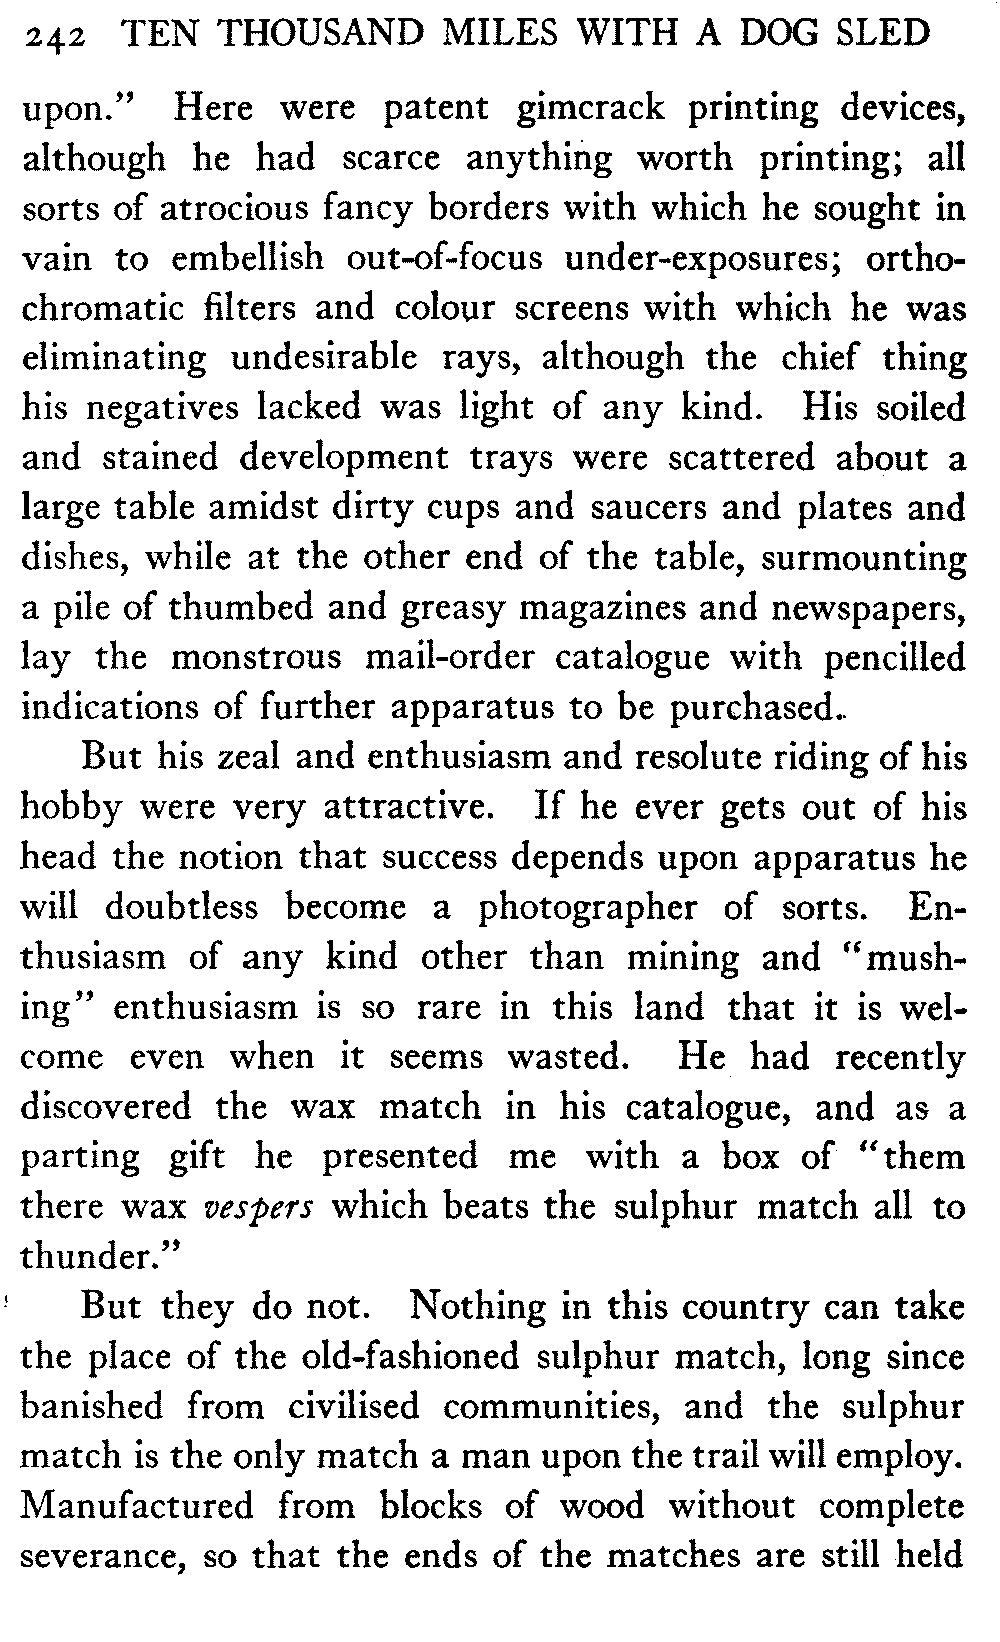 242 TEN THOUSAND MILES WITH A DOG SLED
upon." Here were patent gimcrack printing devices,
although he had scarce anything worth printing; all
sorts of atrocious fancy borders with which he sought in
vain to embellish out-of-focus under-exposures; ortho-
chromatic filters and colour screens with which he was
eliminating undesirable rays, although the chief thing
his negatives lacked was light of any kind. His soiled
and stained development trays were scattered about a
large table amidst dirty cups and saucers and plates and
dishes, while at the other end of the table, surmounting
a pile of thumbed and greasy magazines and newspapers,
lay the monstrous mail-order catalogue with pencilled
indications of further apparatus to be purchased.
But his zeal and enthusiasm and resolute riding of his
hobby were very attractive. If he ever gets out of his
head the notion that success depends upon apparatus he
will doubtless become a photographer of sorts. En-
thusiasm of any kind other than mining and "mush-
ing" enthusiasm is so rare in this land that it is wel-
come even when it seems wasted. He had recently
discovered the wax match in his catalogue, and as a
parting gift he presented me with a box of "them
there wax vespers which beats the sulphur match all to
thunder."
But they do not. Nothing in this country can take
the place of the old-fashioned sulphur match, long since
banished from civilised communities, and the sulphur
match is the only match a man upon the trail will employ.
Manufactured from blocks of wood without complete
severance, so that the ends of the matches are still held